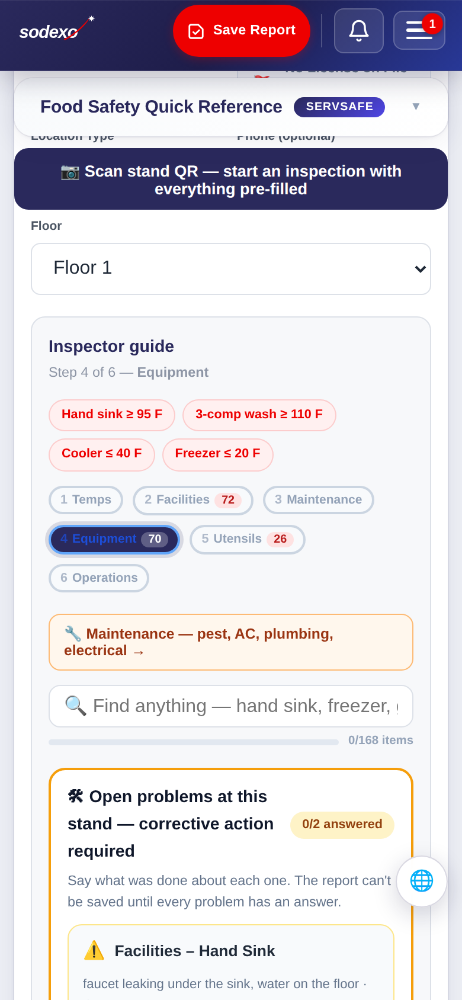 sodexo
Save Report
1
Food Safety Quick Reference SERVSAFE ▼
Location Type Phone (optional)
📷 Scan stand QR — start an inspection with
everything pre-filled
Floor
Floor 1
Inspector guide
Step 4 of 6 — Equipment
Hand sink ≥ 95 F 3-comp wash ≥ 110 F
Cooler ≤ 40 F Freezer ≤ 20 F
1 Temps 2 Facilities 72 3 Maintenance
4 Equipment 70 5 Utensils 26
6 Operations
🔧 Maintenance — pest, AC, plumbing,
electrical →
🔍 Find anything — hand sink, freezer,
0/168 items
🛠 Open problems at this
stand — corrective action
required
0/2 answered
Say what was done about each one. The report can't
be saved until every problem has an answer.
⚠️ Facilities – Hand Sink
faucet leaking under the sink, water on the floor ·